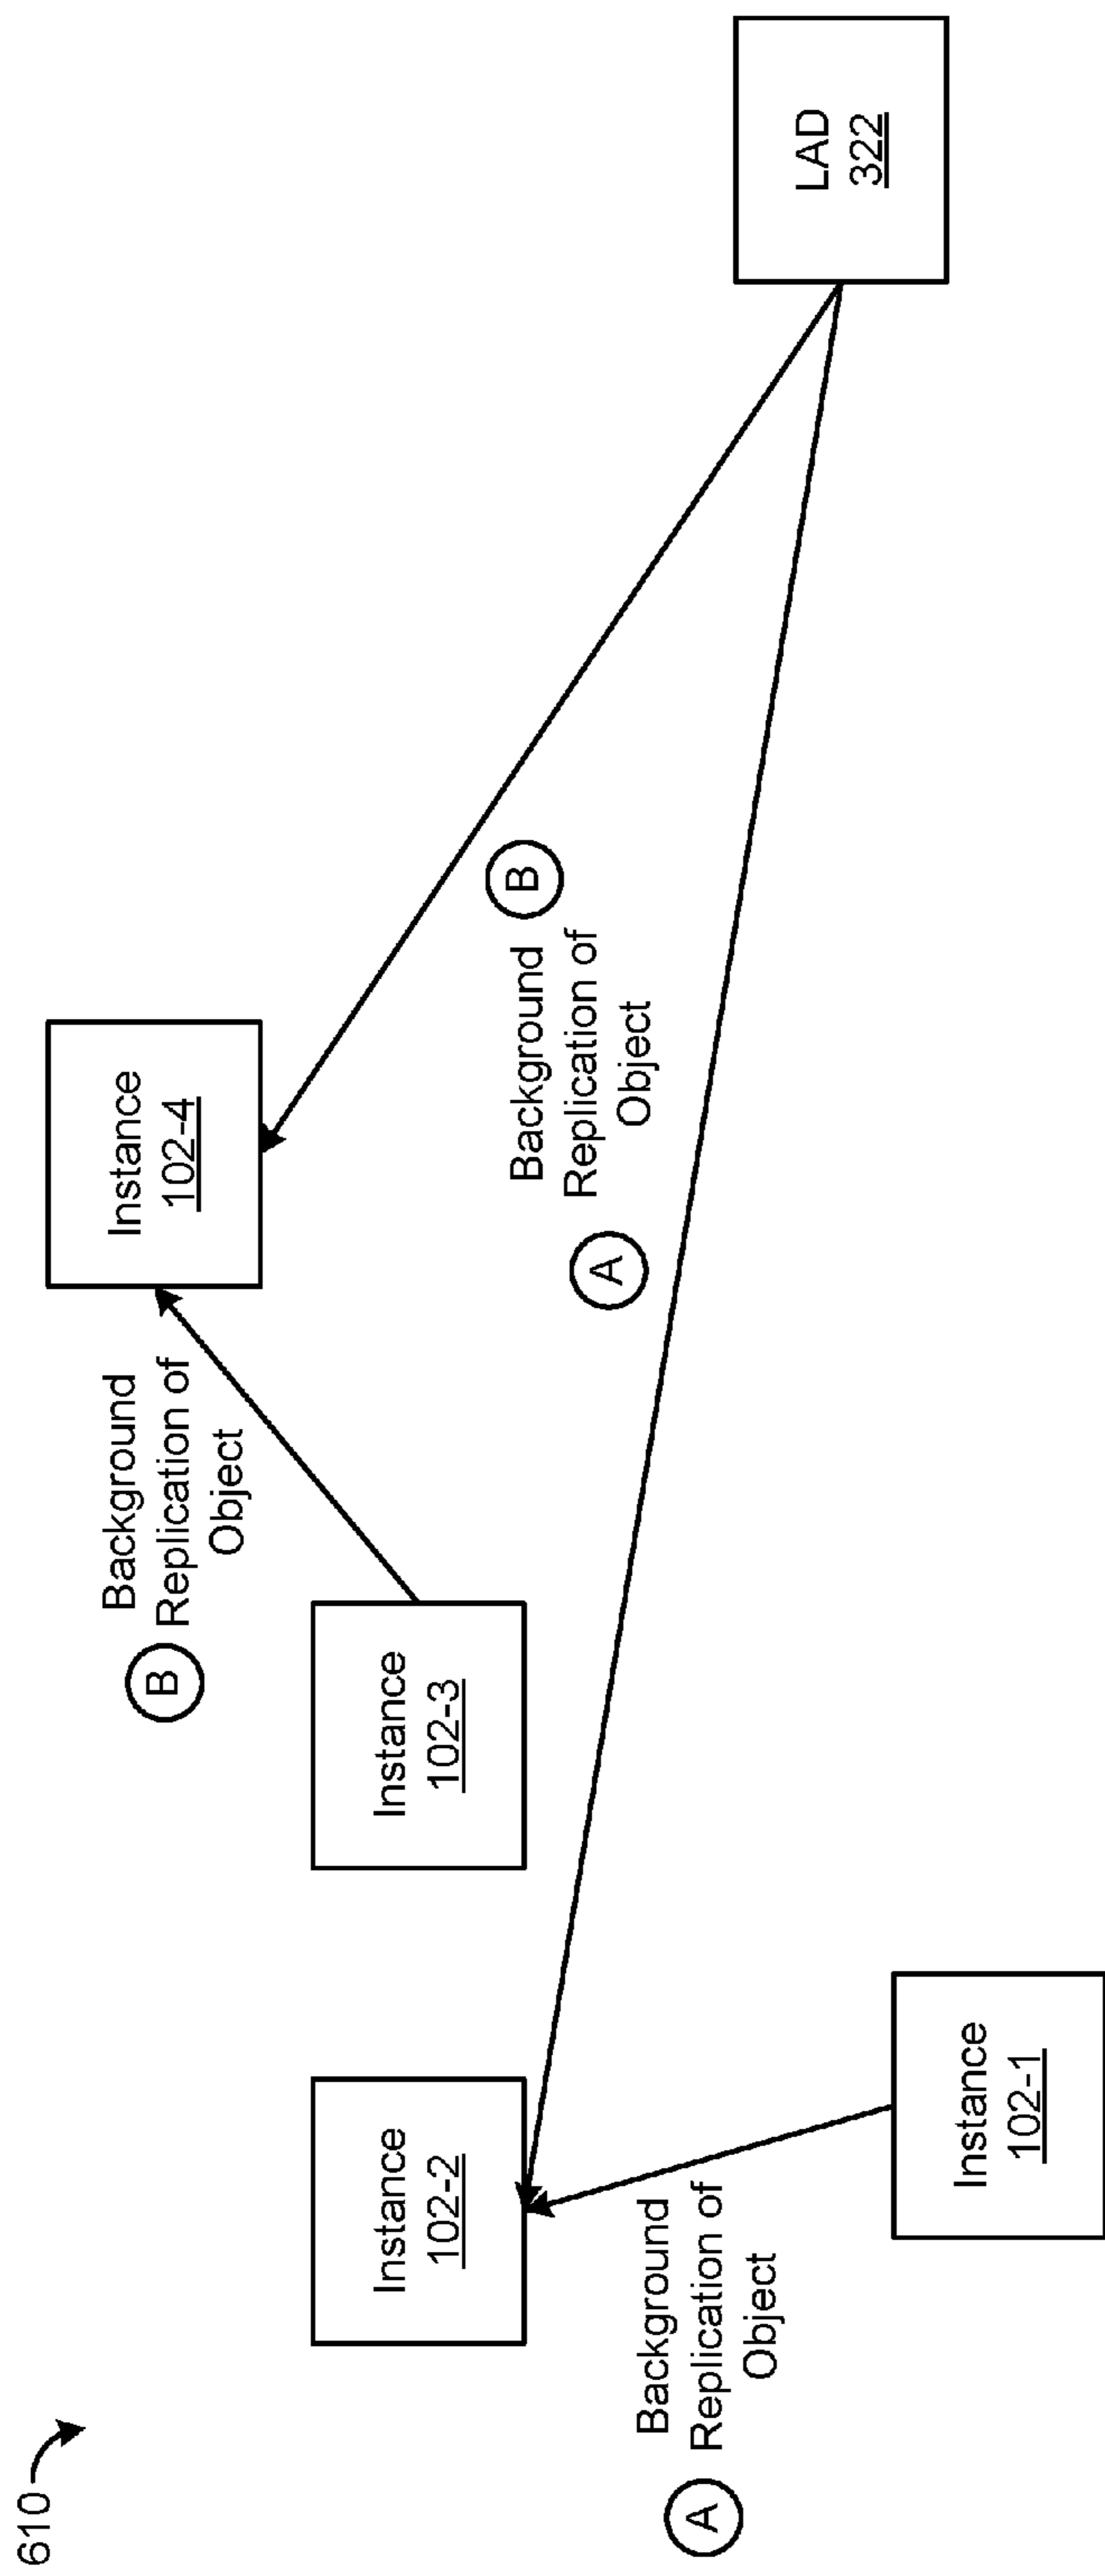 610
B
Background
Replication of
Object
Instance
102-4
Instance
102-2
Instance
102-3
A
Background
Replication of
Object
B
A
Background
Replication of
Object
LAD
322
Instance
102-1